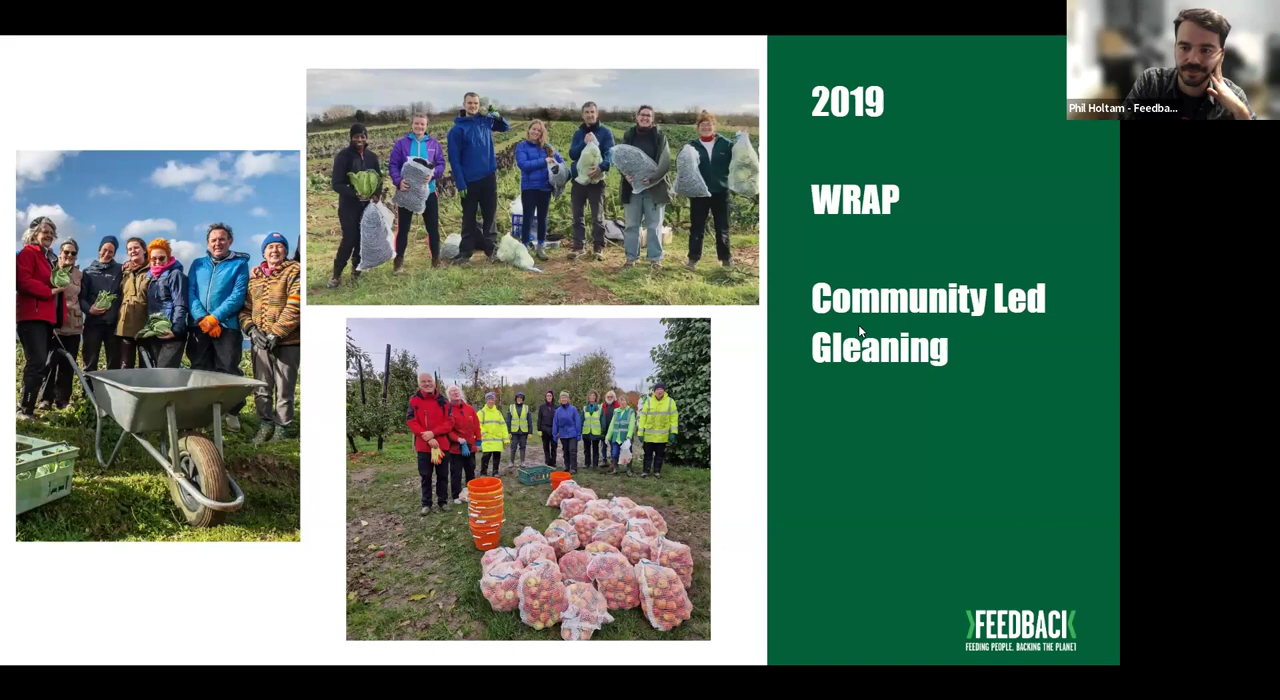 2019
WRAP
Community Led
Gleaning
Phil Holtam - Feedba...
FEEDBACK
FEEDING PEOPLE. BACKING THE PLANET